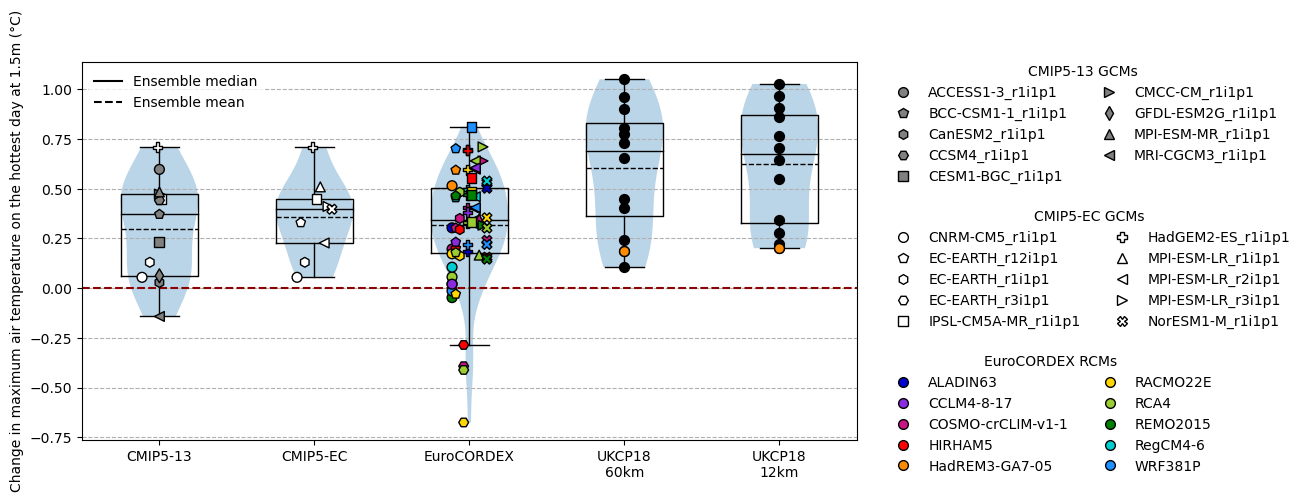 Change in maximum air temperature on the hottest day at 1.5m (°C)
1.00
0.75
0.50
0.25
0.00
−0.25
−0.50
−0.75
Ensemble median
Ensemble mean
CMIP5-13
CMIP5-EC
EuroCORDEX
UKCP18
60km
UKCP18
12km
CMIP5-13 GCMs
ACCESS1-3_r1i1p1
BCC-CSM1-1_r1i1p1
CanESM2_r1i1p1
CCSM4_r1i1p1
CESM1-BGC_r1i1p1
CMCC-CM_r1i1p1
GFDL-ESM2G_r1i1p1
MPI-ESM-MR_r1i1p1
MRI-CGCM3_r1i1p1
CMIP5-EC GCMs
CNRM-CM5_r1i1p1
EC-EARTH_r12i1p1
EC-EARTH_r1i1p1
EC-EARTH_r3i1p1
IPSL-CM5A-MR_r1i1p1
HadGEM2-ES_r1i1p1
MPI-ESM-LR_r1i1p1
MPI-ESM-LR_r2i1p1
MPI-ESM-LR_r3i1p1
NorESM1-M_r1i1p1
EuroCORDEX RCMs
ALADIN63
CCLM4-8-17
COSMO-crCLIM-v1-1
HIRHAM5
HadREM3-GA7-05
RACMO22E
RCA4
REMO2015
RegCM4-6
WRF381P